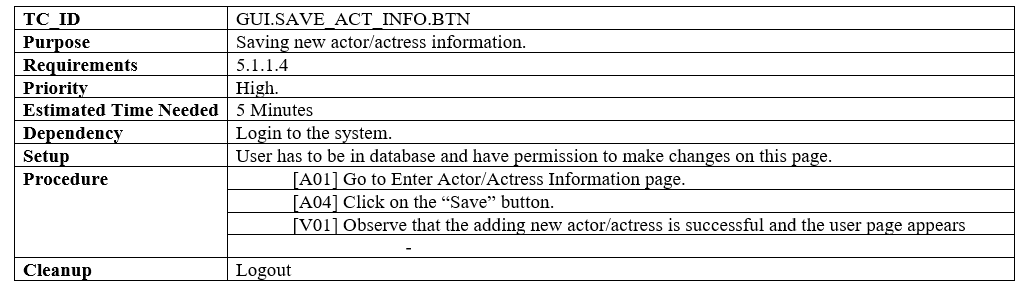 TC_ID GUI.SAVE_ACT_INFO.BTN
Purpose Saving new actor/actress information.
Requirements 5.1.1.4
Priority High.
Estimated Time Needed 5 Minutes
Dependency Login to the system.
Setup User has to be in database and have permission to make changes on this page.
Procedure [A01] Go to Enter Actor/Actress Information page.
[A04] Click on the “Save” button.
[V01] Observe that the adding new actor/actress is successful and the user page appears
-
Cleanup Logout